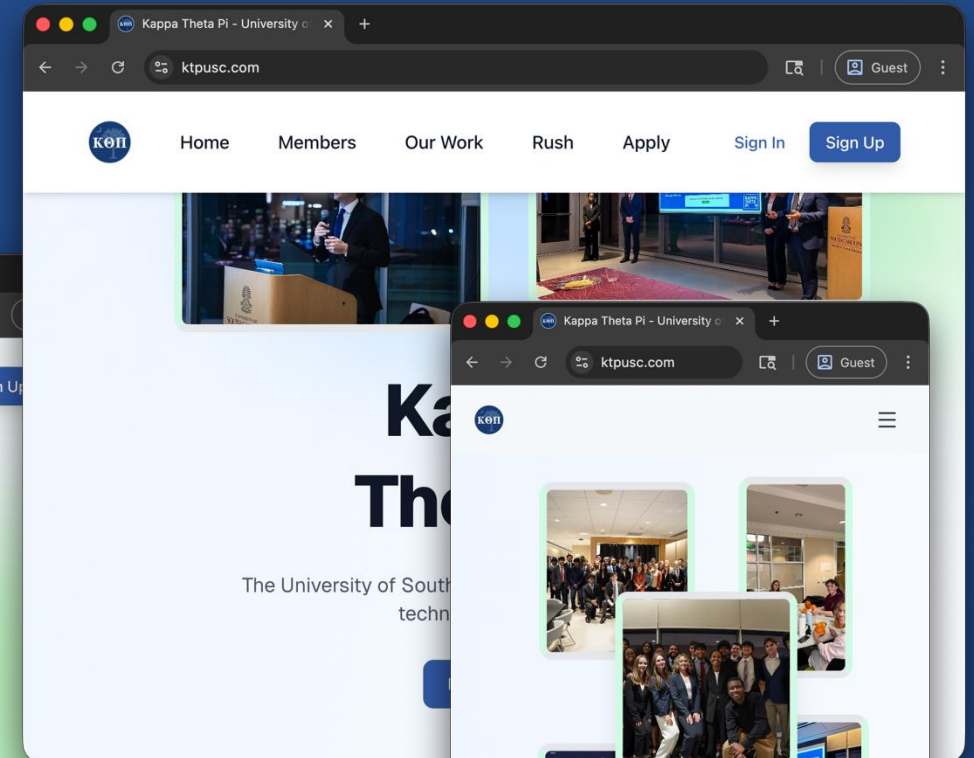 Kappa Theta Pi - University o
ktpusc.com
Guest
ΚΘΠ
Home
Members
Our Work
Rush
Apply
Sign In
Sign Up
Kappa Theta Pi - University o
ktpusc.com
Guest
ΚΘΠ
Up
Ka
The
The University of South
techn